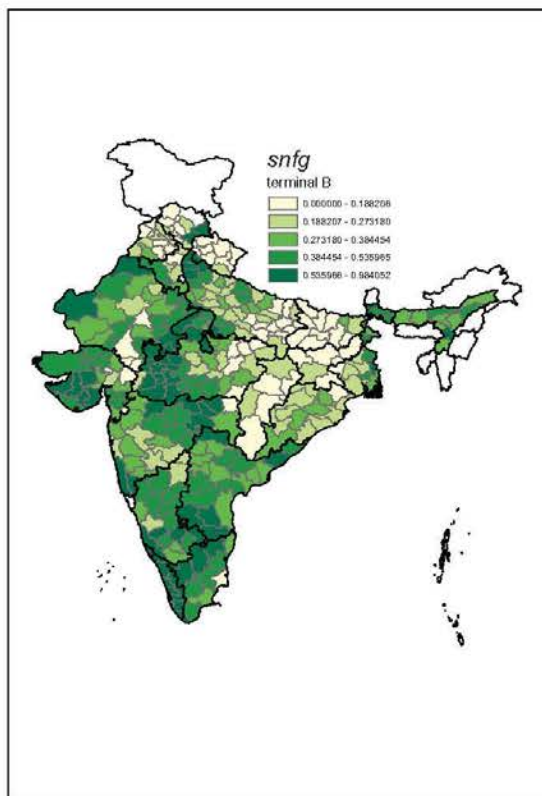 snfg
terminal B
0.000000 - 0.188206
0.188207 - 0.273180
0.273180 - 0.384454
0.384454 - 0.535965
0.535966 - 0.984052